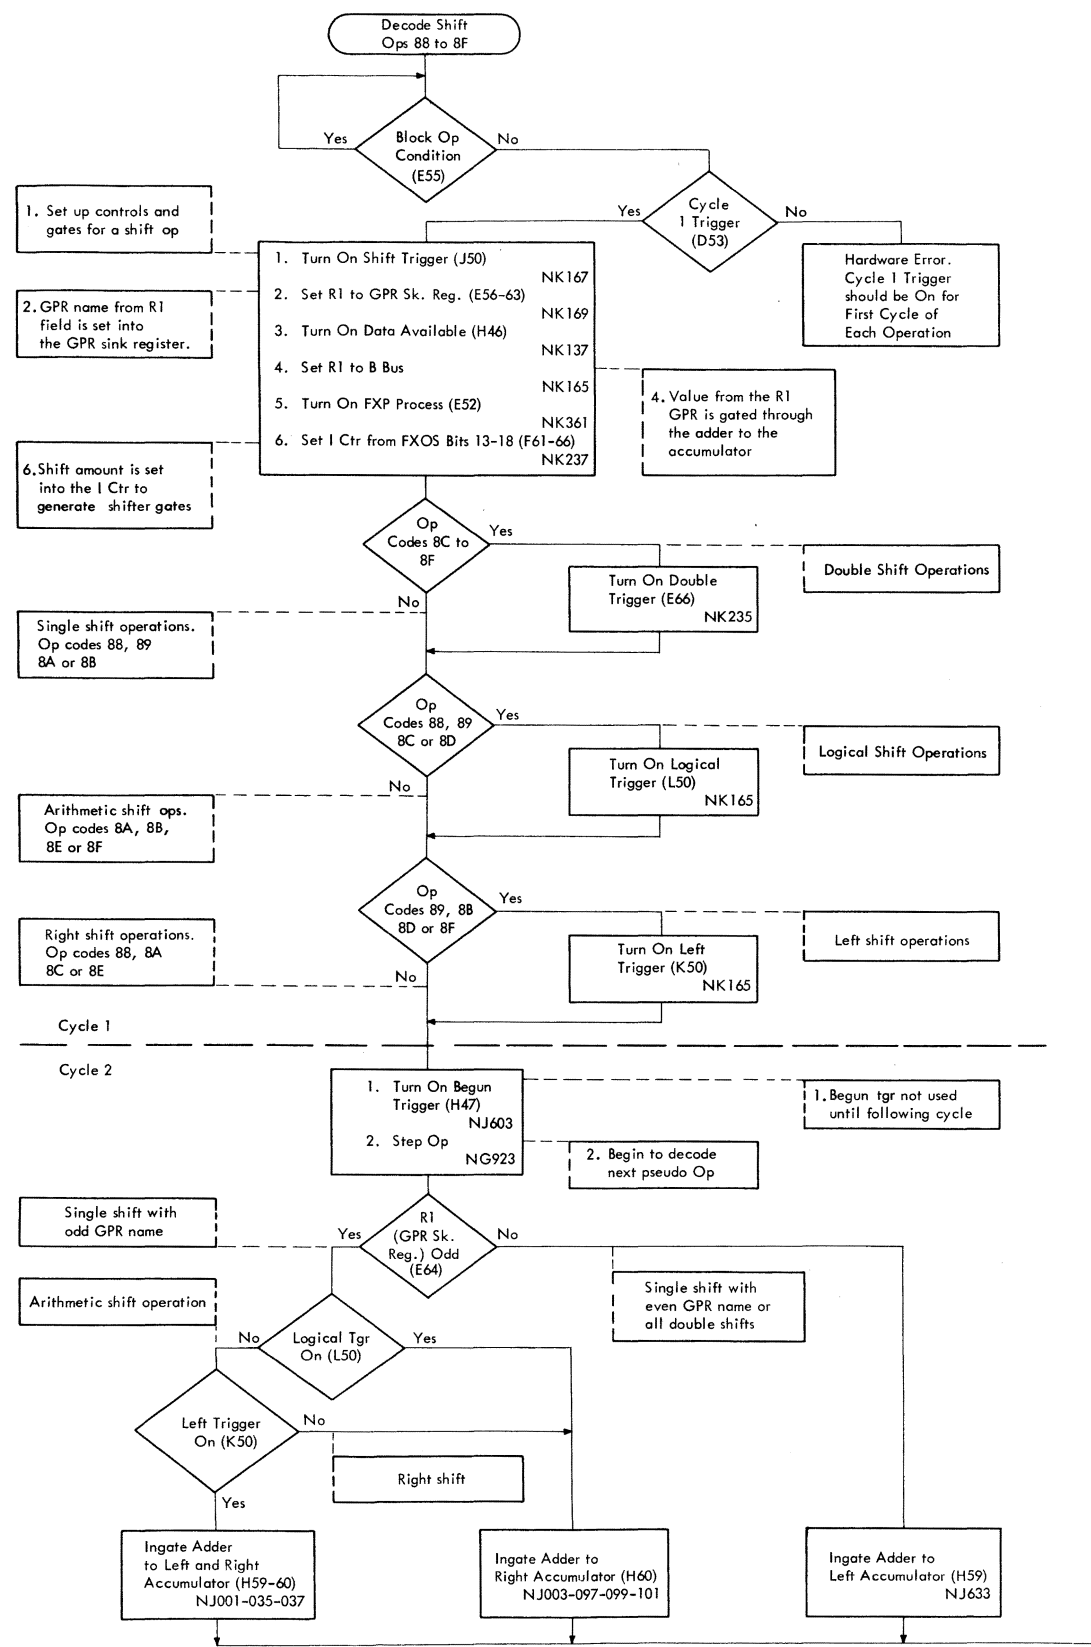 Decode Shift
Ops 88 to 8F
Yes
Block Op
Condition
(E55)
No
1. Set up controls and
gates for a shift op
Yes
Cycle
1 Trigger
(D53)
No
1. Turn On Shift Trigger (J50)
NK167
2. Set R1 to GPR Sk. Reg. (E56-63)
NK169
3. Turn On Data Available (H46)
NK137
4. Set R1 to B Bus
NK165
5. Turn On FXP Process (E52)
NK361
6. Set I Ctr from FXOS Bits 13-18 (F61-66)
NK237
Hardware Error.
Cycle 1 Trigger
should be On for
First Cycle of
Each Operation
2. GPR name from R1
field is set into
the GPR sink register.
4. Value from the R1
GPR is gated through
the adder to the
accumulator
6. Shift amount is set
into the I Ctr to
generate shifter gates
Op
Codes 8C to
8F
Yes
No
Double Shift Operations
Turn On Double
Trigger (E66)
NK235
Single shift operations.
Op codes 88, 89
8A or 8B
Op
Codes 88, 89
8C or 8D
Yes
No
Logical Shift Operations
Turn On Logical
Trigger (L50)
NK165
Arithmetic shift ops.
Op codes 8A, 8B,
8E or 8F
Op
Codes 89, 8B
8D or 8F
Yes
No
Left shift operations
Turn On Left
Trigger (K50)
NK165
Right shift operations.
Op codes 88, 8A
8C or 8E
Cycle 1
Cycle 2
1. Turn On Begun
Trigger (H47)
NJ603
2. Step Op
NG923
1. Begun tgr not used
until following cycle
2. Begin to decode
next pseudo Op
Single shift with
odd GPR name
Yes
R1
(GPR Sk.
Reg.) Odd
(E64)
No
Arithmetic shift operation
Single shift with
even GPR name or
all double shifts
No
Logical Tgr
On (L50)
Yes
Left Trigger
On (K50)
No
Right shift
Yes
Ingate Adder
to Left and Right
Accumulator (H59-60)
NJ001-035-037
Ingate Adder to
Right Accumulator (H60)
NJ003-097-099-101
Ingate Adder to
Left Accumulator (H59)
NJ633